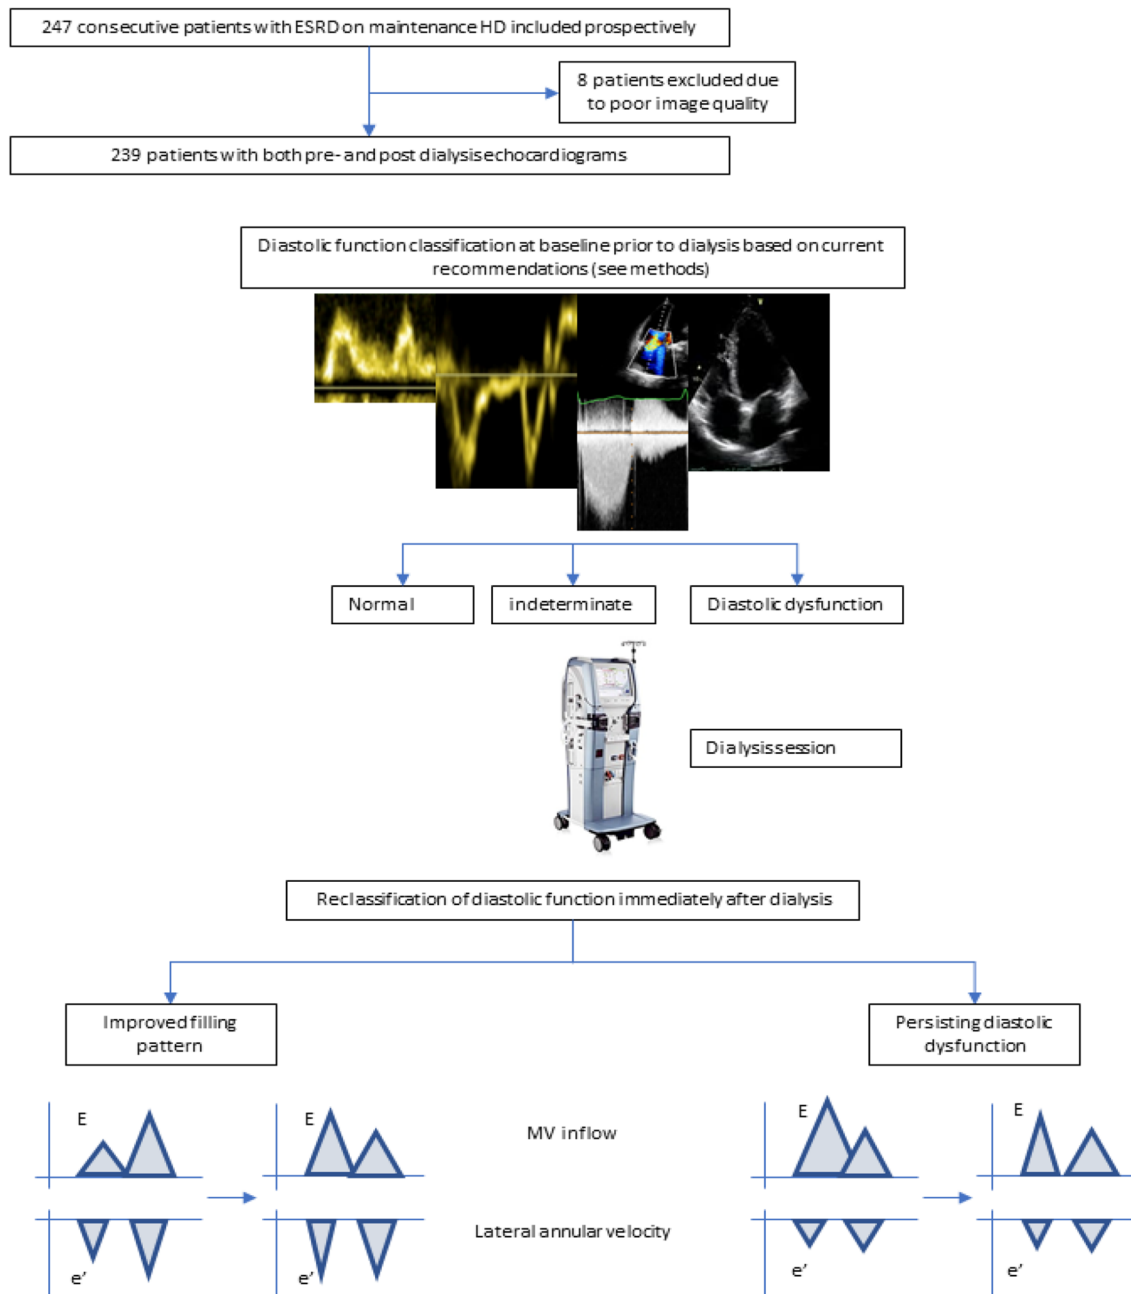 247 consecutive patients with ESRD on maintenance HD included prospectively
8 patients excluded due
to poor image quality
239 patients with both pre- and post dialysis echocardiograms
Diastolic function classification at baseline prior to dialysis based on current
recommendations (see methods)
Normal
indeterminate
Diastolic dysfunction
Dialysis session
Reclassification of diastolic function immediately after dialysis
Improved filling
pattern
Persisting diastolic
dysfunction
E
E
MV inflow
E
E
Lateral annular velocity
e’
e’
e’
e’